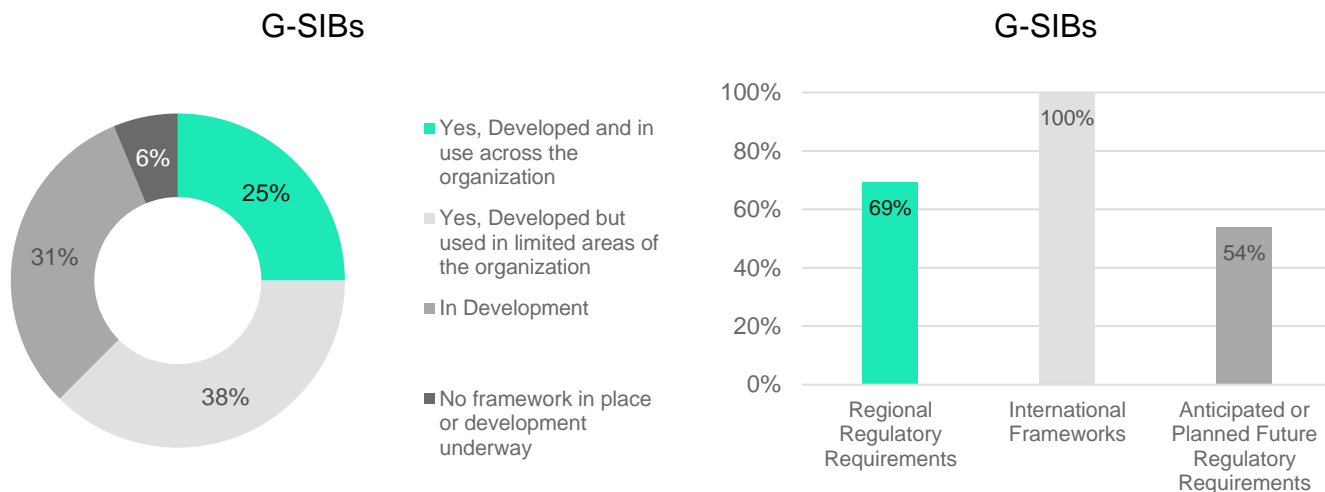 G-SIBs
25%
38%
31%
6%
Yes, Developed and in
use across the
organization
Yes, Developed but
used in limited areas of
the organization
In Development
No framework in place
or development
underway
G-SIBs
100%
80%
60%
40%
20%
0%
69%
100%
54%
Regional
Regulatory
Requirements
International
Frameworks
Anticipated or
Planned Future
Regulatory
Requirements